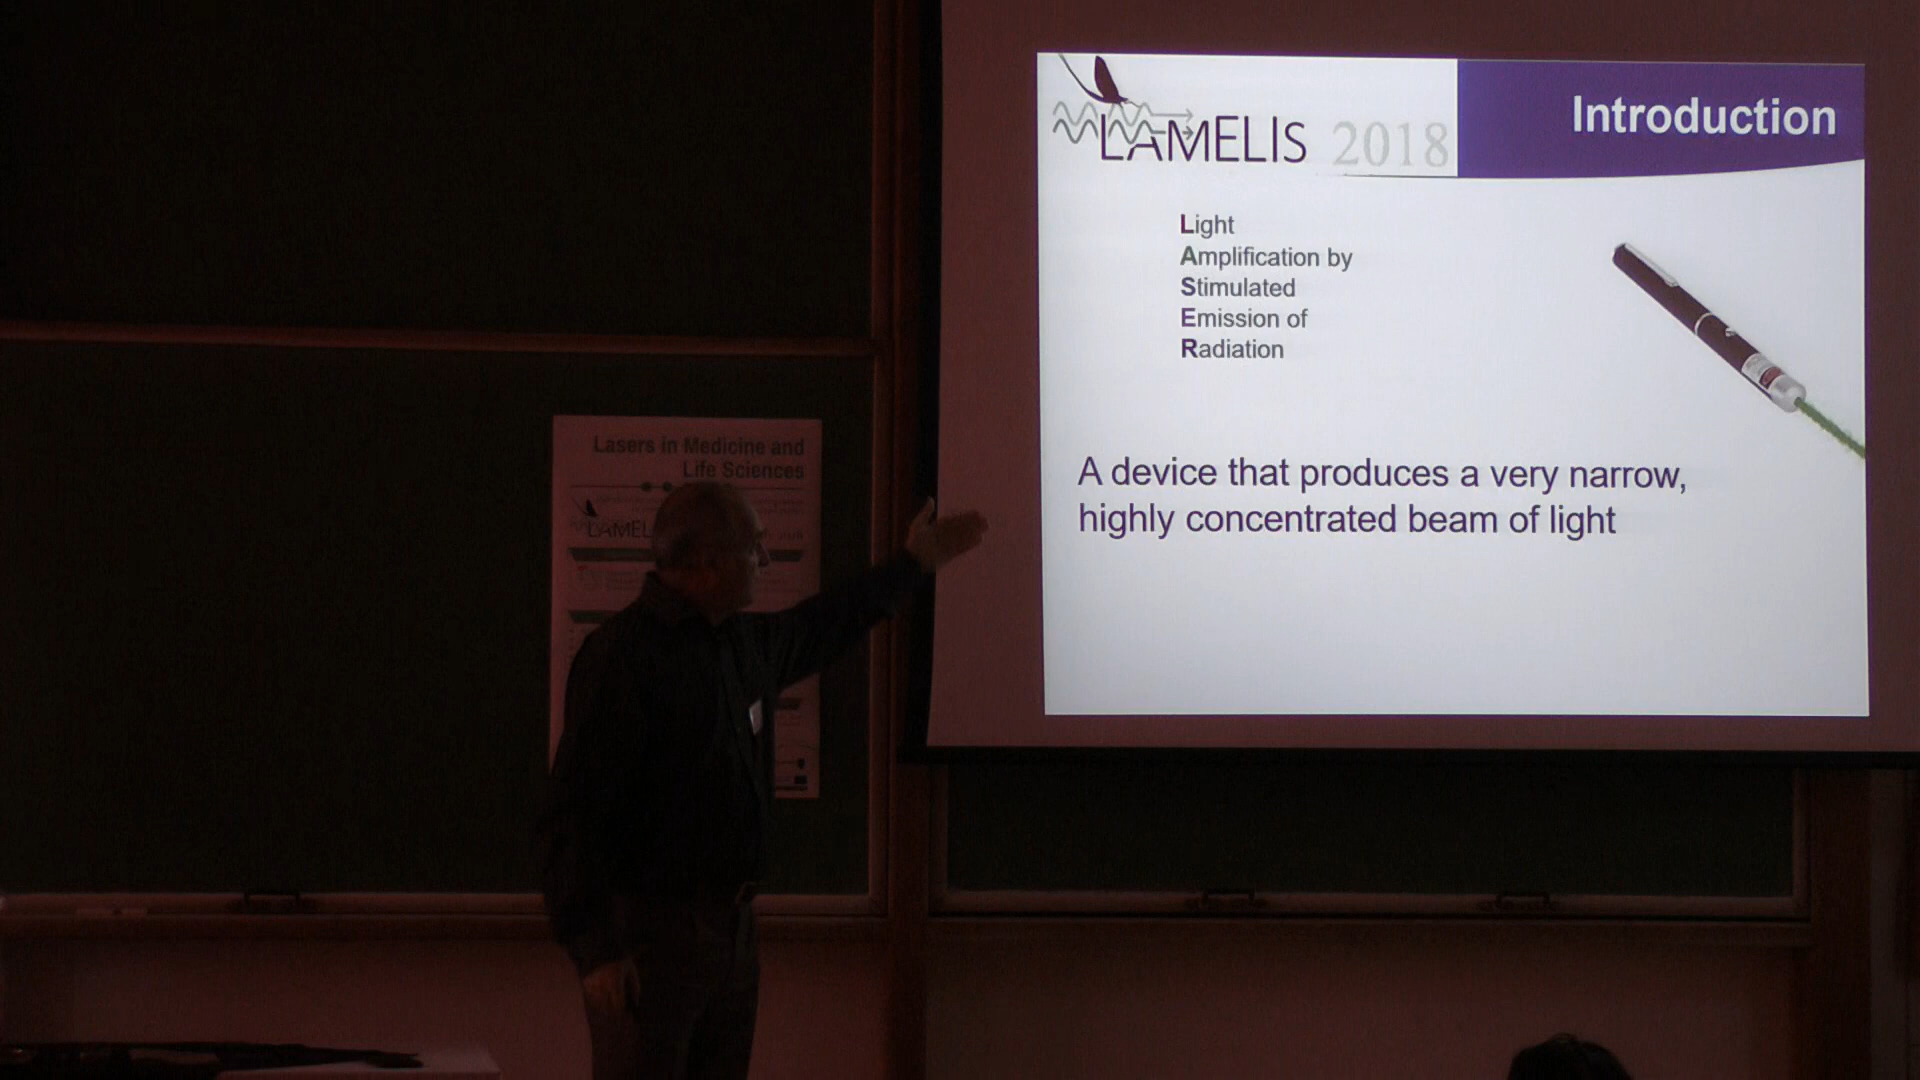 LAMELIS 2018
Introduction
Light
Amplification by
Stimulated
Emission of
Radiation
A device that produces a very narrow,
highly concentrated beam of light
Lasers in Medicine and
Life Sciences
LAMEL